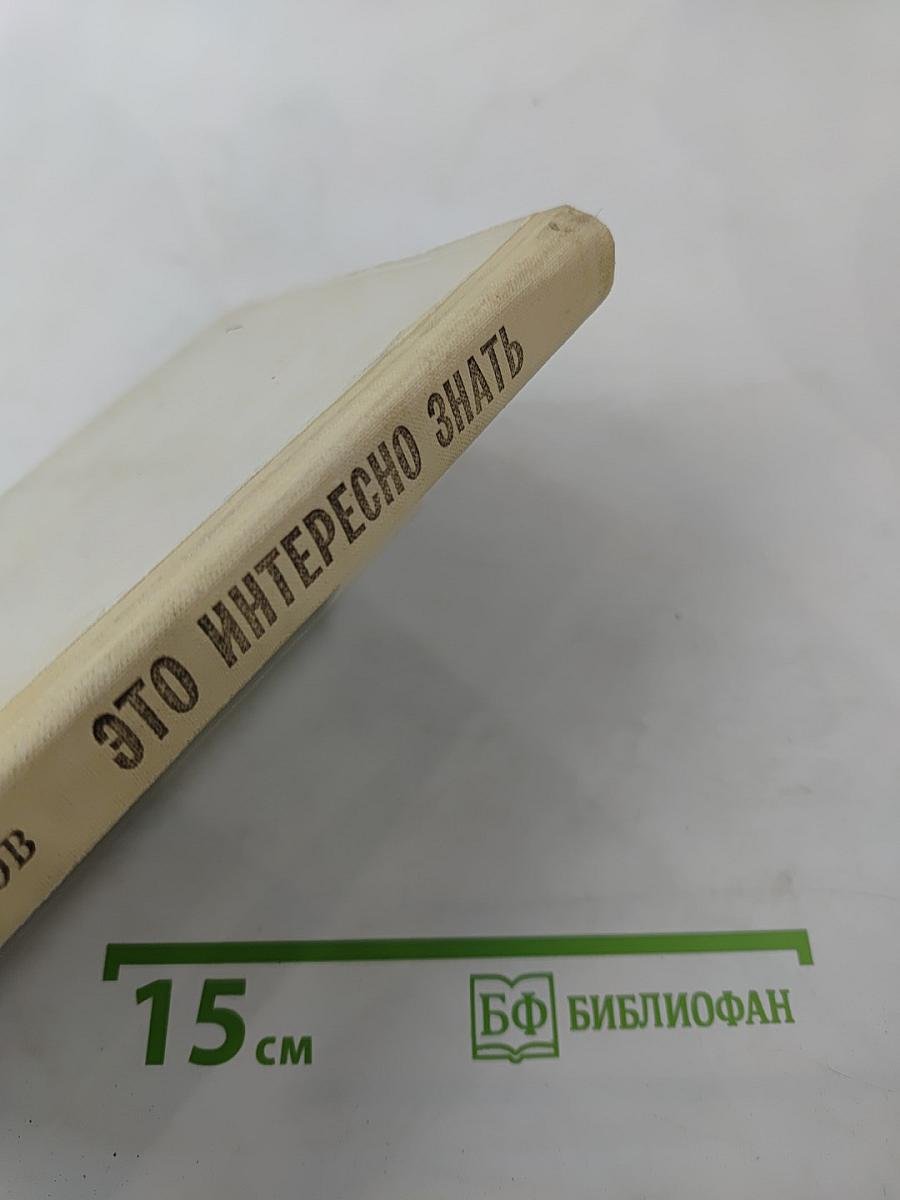 ЭТО ИНТЕРЕСНО ЗНАТЬ
ОВ
15 см
БФ БИБЛИОФАН